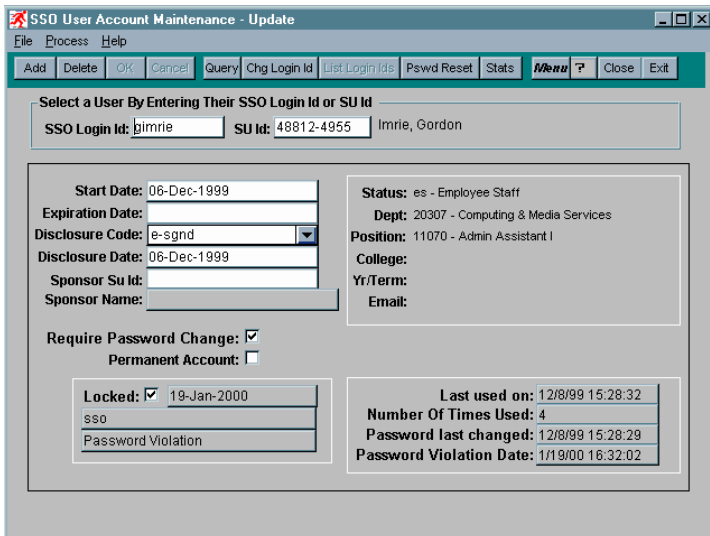 SSO User Account Maintenance - Update
File Process Help
Add Delete OK Cancel Query Chg Login Id List Login Ids Pswd Reset Stats Menu ? Close Exit
Select a User By Entering Their SSO Login Id or SU Id
SSO Login Id: gimrie SU Id: 48812-4955 Imrie, Gordon
Start Date: 06-Dec-1999
Expiration Date:
Disclosure Code: e-sgnd
Disclosure Date: 06-Dec-1999
Sponsor Su Id:
Sponsor Name:
Status: es - Employee Staff
Dept: 20307 - Computing & Media Services
Position: 11070 - Admin Assistant I
College:
Yr/Term:
Email:
Require Password Change:
Permanent Account:
Locked: 19-Jan-2000
sso
Password Violation
Last used on: 12/8/99 15:28:32
Number Of Times Used: 4
Password last changed: 12/8/99 15:28:29
Password Violation Date: 1/19/00 16:32:02